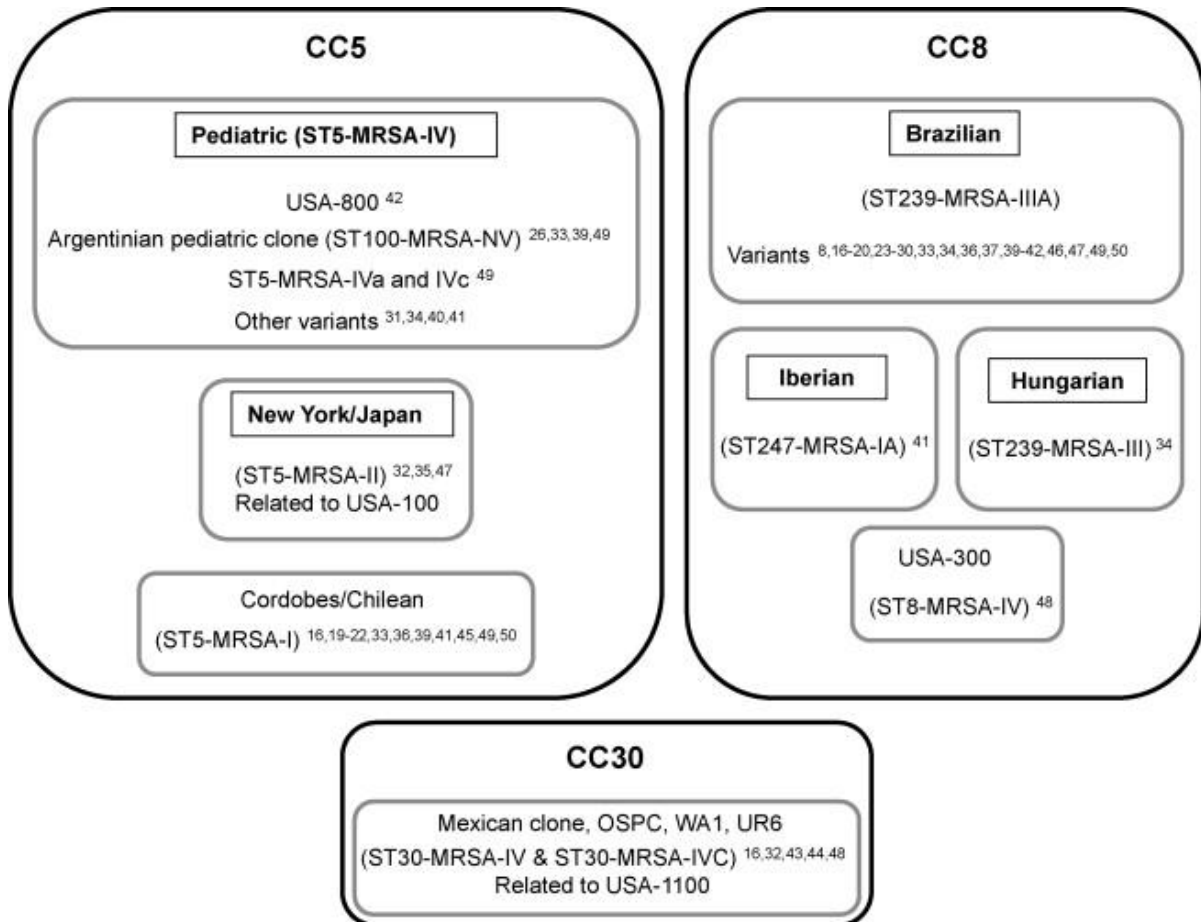 CC5
Pediatric (ST5-MRSA-IV)
USA-800 42
Argentinian pediatric clone (ST100-MRSA-NV) 26,33,39,49
ST5-MRSA-IVa and IVc 49
Other variants 31,34,40,41
New York/Japan
(ST5-MRSA-II) 32,35,47
Related to USA-100
Cordobes/Chilean
(ST5-MRSA-I) 16,19-22,33,36,39,41,45,49,50
CC8
Brazilian
(ST239-MRSA-IIIA)
Variants 8,16-20,23-30,33,34,36,37,39-42,46,47,49,50
Iberian
(ST247-MRSA-IA) 41
Hungarian
(ST239-MRSA-III) 34
USA-300
(ST8-MRSA-IV) 48
CC30
Mexican clone, OSPC, WA1, UR6
(ST30-MRSA-IV & ST30-MRSA-IVC) 16,32,43,44,48
Related to USA-1100